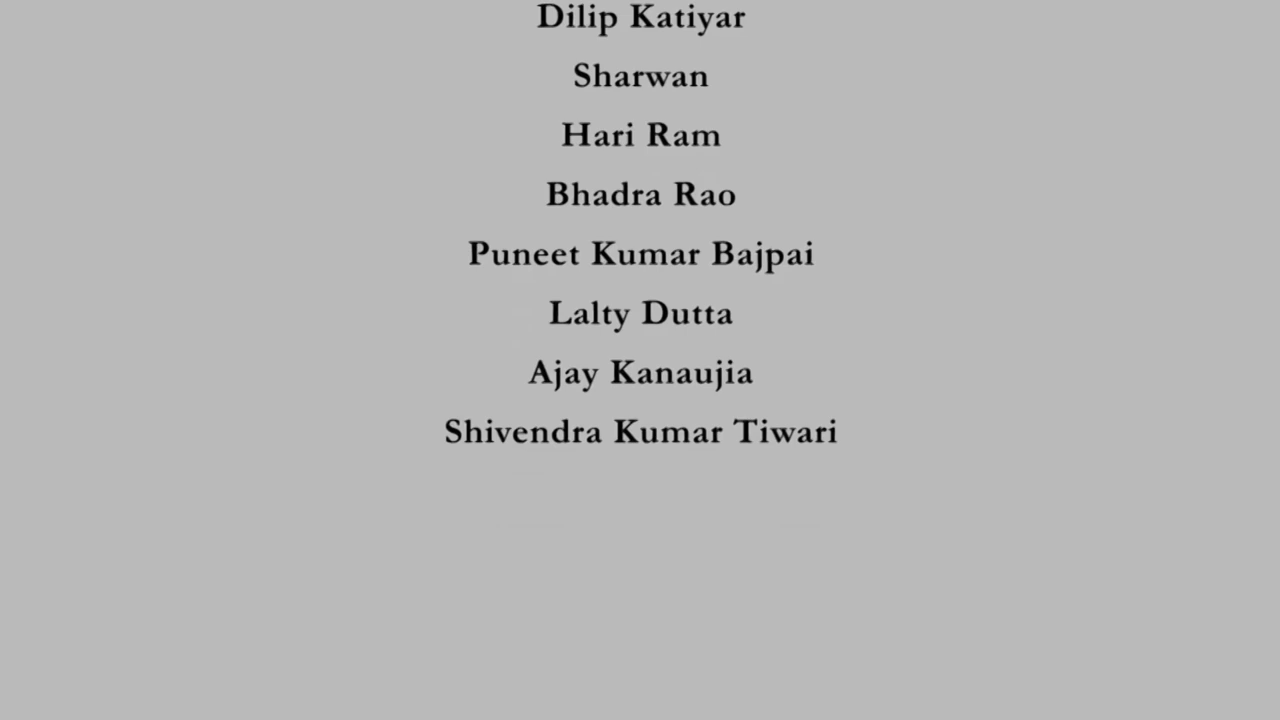 Dilip Katiyar
Sharwan
Hari Ram
Bhadra Rao
Puneet Kumar Bajpai
Lalty Dutta
Ajay Kanaujia
Shivendra Kumar Tiwari